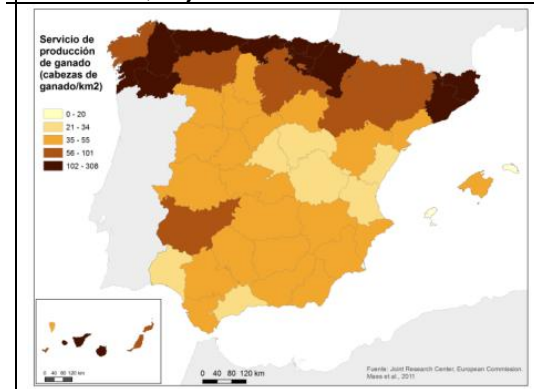 Servicio de
producción
de ganado
(cabezas de
ganado/km2)
0 - 20
21 - 34
35 - 55
56 - 101
102 - 308
0 40 80 120 km
0 40 80 120 km
Fuente: Joint Research Center, European Commission.
Maes et al., 2011